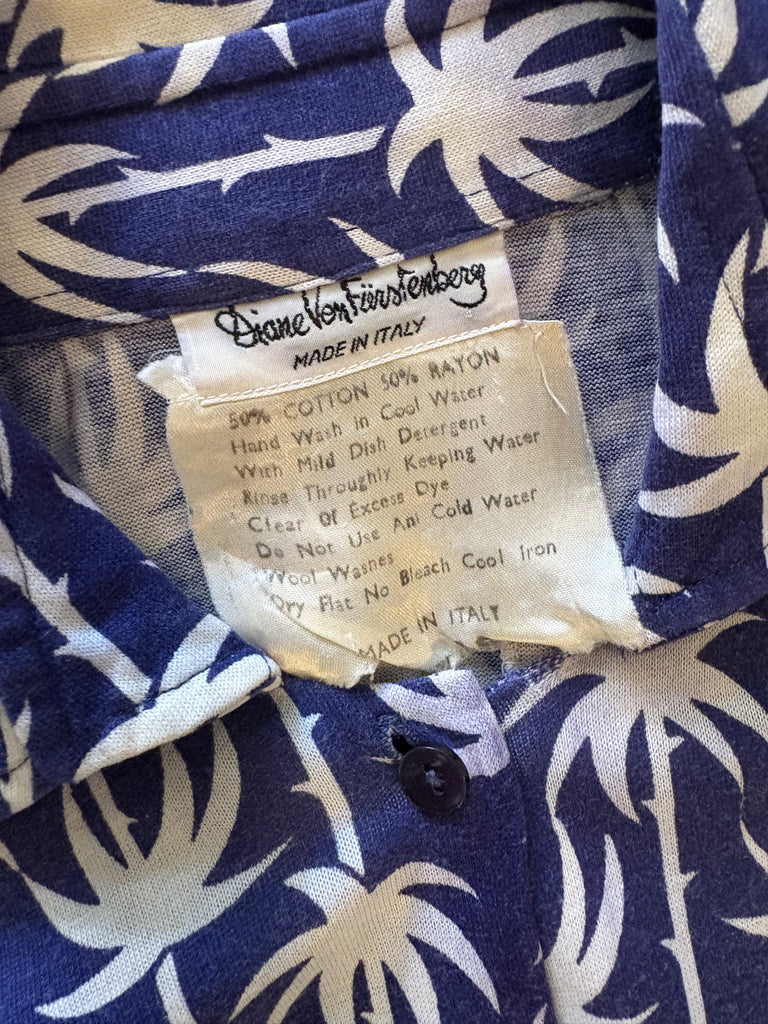 Diane Von Fürstenberg
MADE IN ITALY
50% COTTON 50% RAYON
Hand Wash in Cool Water
With Mild Dish Detergent
Rinse Throughly Keeping Water
Clear Of Excess Dye
Do Not Use Ani Cold Water
Wool Washes
Dry Flat No Bleach Cool Iron
MADE IN ITALY